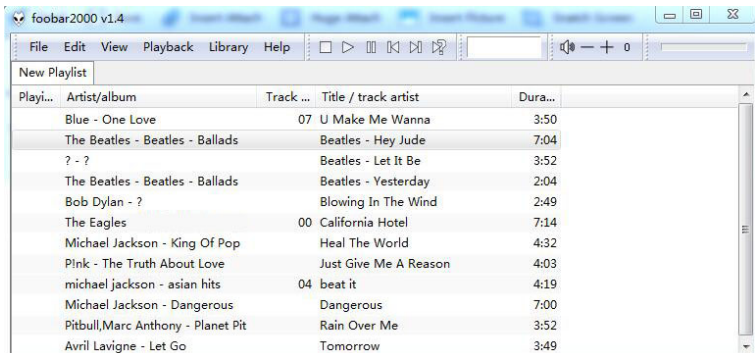 foobar2000 v1.4
File Edit View Playback Library Help 0
New Playlist
Playi... Artist/album Track ... Title / track artist Dura...
Blue - One Love 07 U Make Me Wanna 3:50
The Beatles - Beatles - Ballads Beatles - Hey Jude 7:04
? - ? Beatles - Let It Be 3:52
The Beatles - Beatles - Ballads Beatles - Yesterday 2:04
Bob Dylan - ? Blowing In The Wind 2:49
The Eagles 00 California Hotel 7:14
Michael Jackson - King Of Pop Heal The World 4:32
P!nk - The Truth About Love Just Give Me A Reason 4:03
michael jackson - asian hits 04 beat it 4:19
Michael Jackson - Dangerous Dangerous 7:00
Pitbull,Marc Anthony - Planet Pit Rain Over Me 3:52
Avril Lavigne - Let Go Tomorrow 3:49